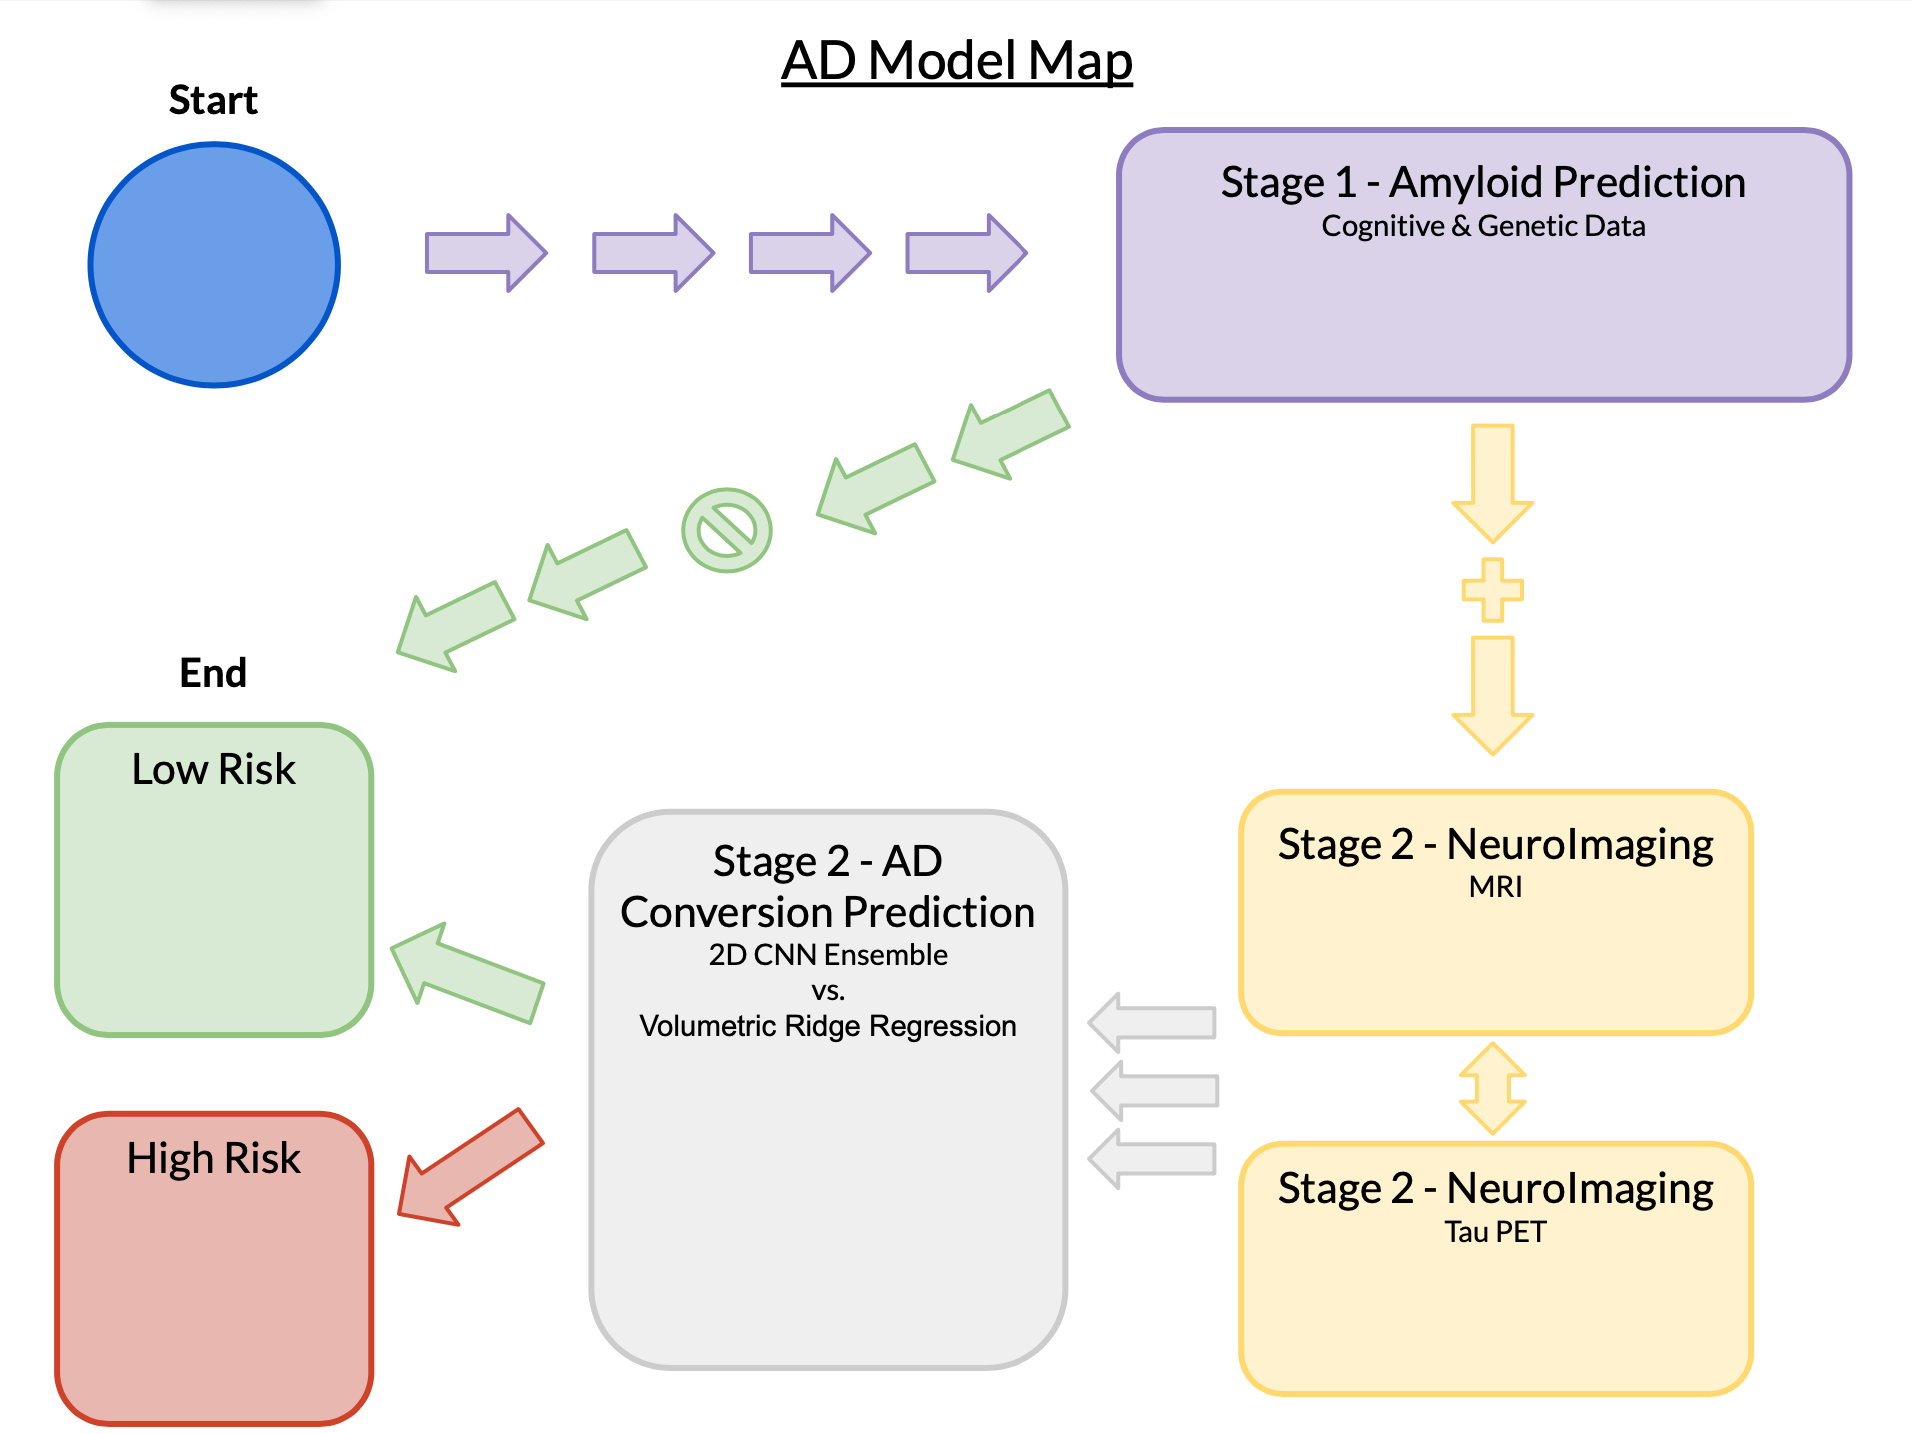 AD Model Map
Start
Stage 1 - Amyloid Prediction
Cognitive & Genetic Data
End
Low Risk
High Risk
Stage 2 - AD
Conversion Prediction
2D CNN Ensemble
vs.
Volumetric Ridge Regression
Stage 2 - NeuroImaging
MRI
Stage 2 - NeuroImaging
Tau PET